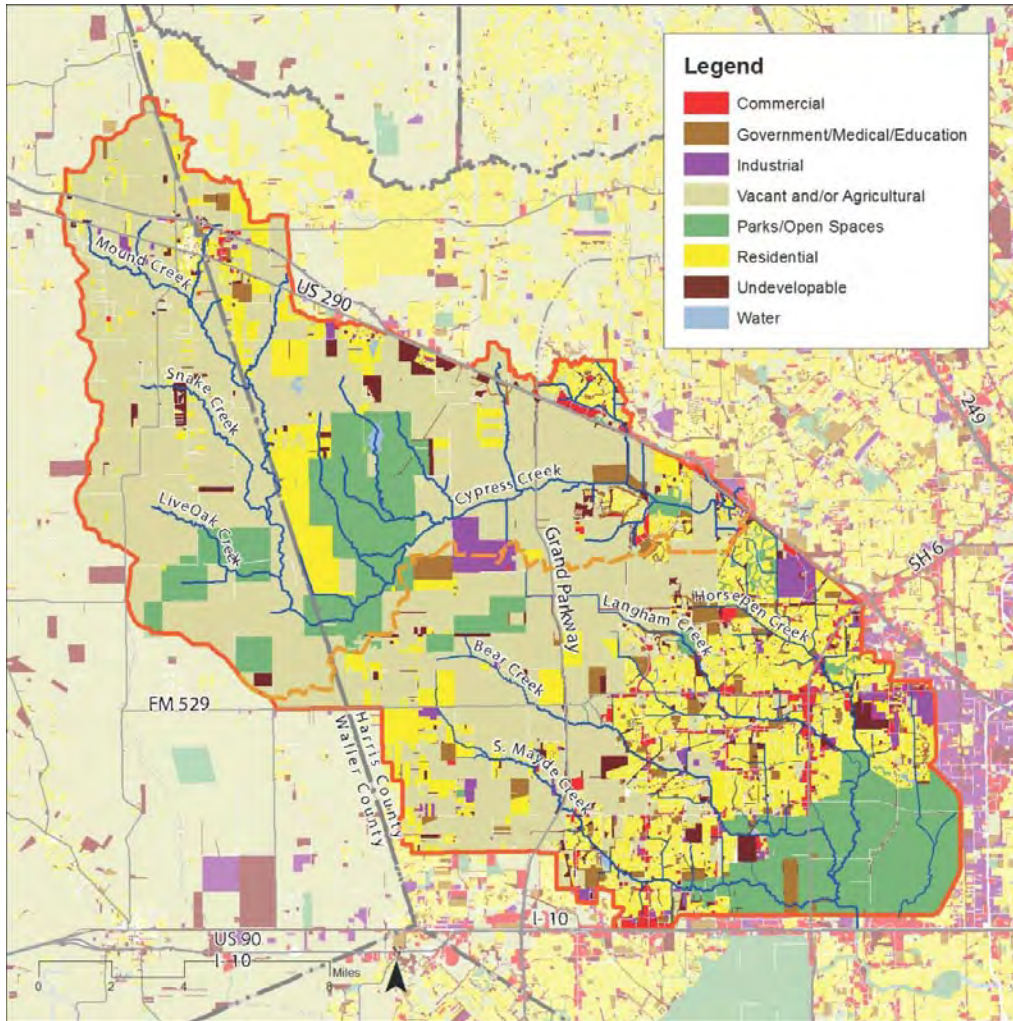 Legend
Commercial
Government/Medical/Education
Industrial
Vacant and/or Agricultural
Parks/Open Spaces
Residential
Undevelopable
Water
Mound Creek
US 290
Snake Creek
249
Cypress Creek
LiveOak Creek
Grand Parkway
SH 6
Langham Creek
Horsepen Creek
Bear Creek
FM 529
Harris County
Waller County
S. Mayde Creek
I- 10
US 90
I- 10
0 2 4 8 Miles